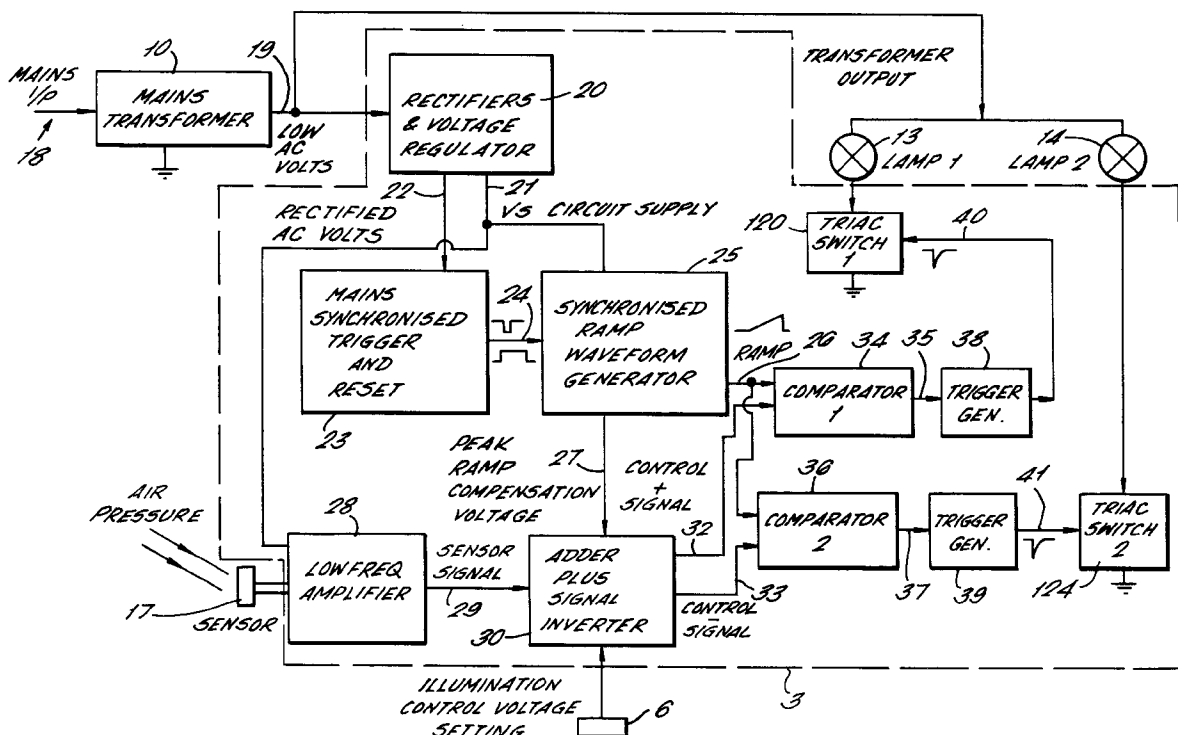 MAINS
I/P
18
10
MAINS
TRANSFORMER
19
LOW
AC
VOLTS
RECTIFIERS
& VOLTAGE
REGULATOR
20
TRANSFORMER
OUTPUT
13
LAMP 1
14
LAMP 2
22
21
RECTIFIED
AC VOLTS
VS CIRCUIT SUPPLY
120
TRIAC
SWITCH
1
40
MAINS
SYNCHRONISED
TRIGGER
AND
RESET
23
24
25
SYNCHRONISED
RAMP
WAVEFORM
GENERATOR
RAMP
26
34
COMPARATOR
1
35
38
TRIGGER
GEN.
27
PEAK
RAMP
COMPENSATION
VOLTAGE
CONTROL
+
SIGNAL
32
36
COMPARATOR
2
37
TRIGGER
GEN.
39
41
TRIAC
SWITCH
2
124
AIR
PRESSURE
17
SENSOR
28
LOW FREQ
AMPLIFIER
SENSOR
SIGNAL
29
ADDER
PLUS
SIGNAL
INVERTER
30
33
CONTROL
-
SIGNAL
ILLUMINATION
CONTROL VOLTAGE
SETTING
6
3